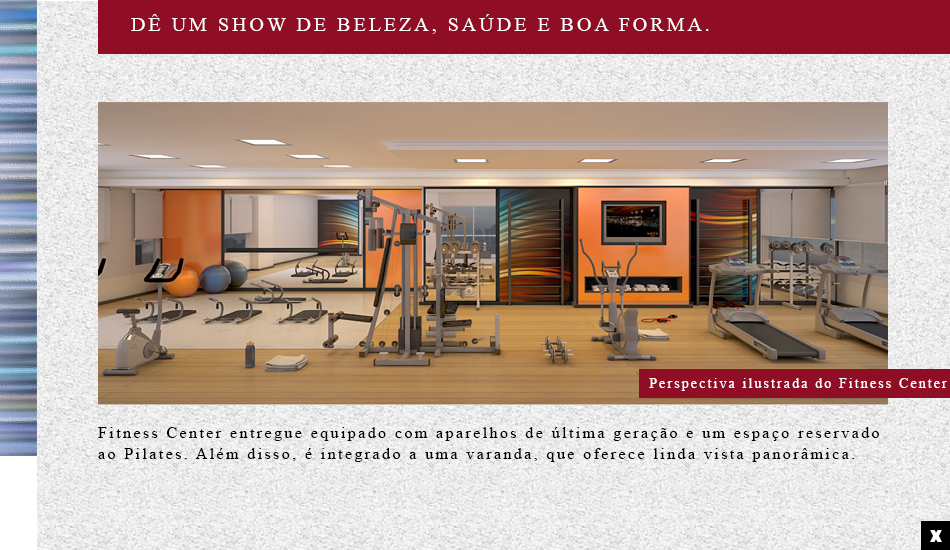 DÊ UM SHOW DE BELEZA, SAÚDE E BOA FORMA.
Perspectiva ilustrada do Fitness Center
Fitness Center entregue equipado com aparelhos de última geração e um espaço reservado
ao Pilates. Além disso, é integrado a uma varanda, que oferece linda vista panorâmica.
X